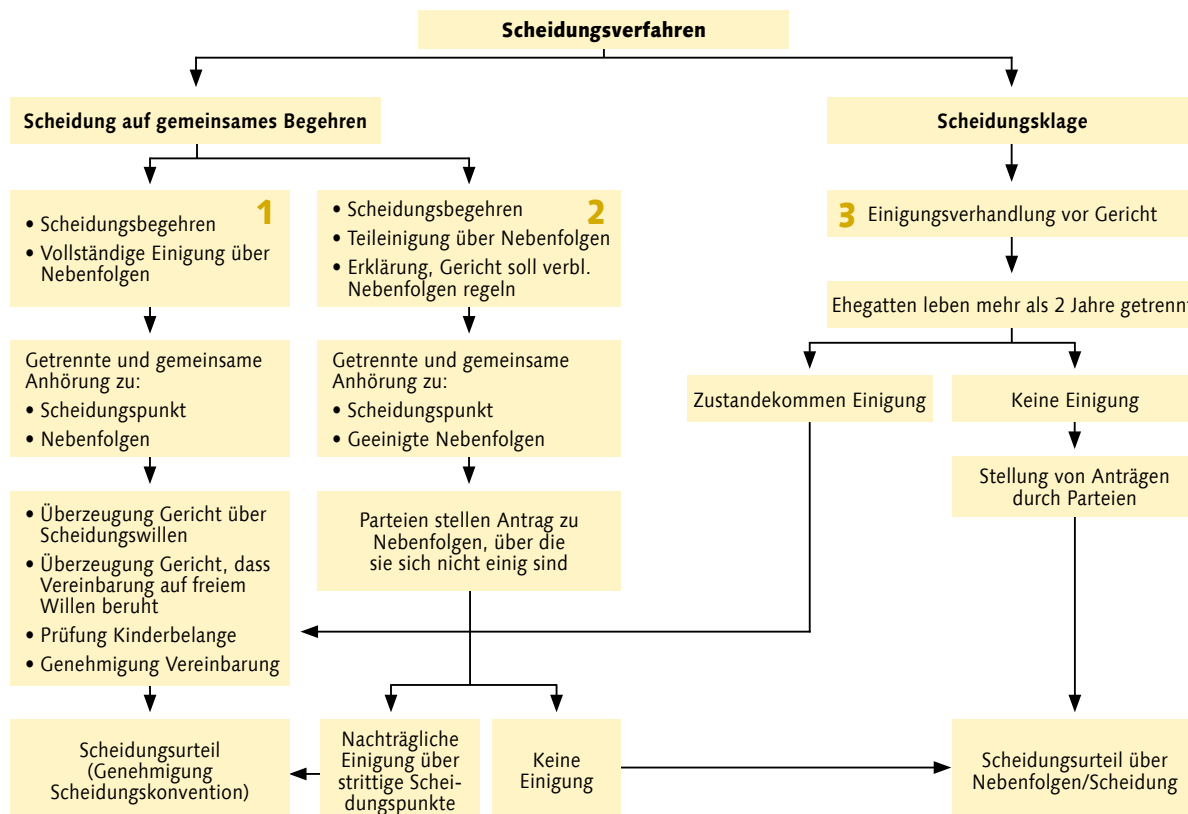 Scheidungsverfahren
Scheidung auf gemeinsames Begehren
Scheidungsklage
1
• Scheidungsbegehren
• Vollständige Einigung über
Nebenfolgen
2
• Scheidungsbegehren
• Teileinigung über Nebenfolgen
• Erklärung, Gericht soll verbl.
Nebenfolgen regeln
3 Einigungsverhandlung vor Gericht
Ehegatten leben mehr als 2 Jahre getrennt
Getrennte und gemeinsame
Anhörung zu:
• Scheidungspunkt
• Nebenfolgen
Getrennte und gemeinsame
Anhörung zu:
• Scheidungspunkt
• Geeinigte Nebenfolgen
Zustandekommen Einigung
Keine Einigung
Stellung von Anträgen
durch Parteien
• Überzeugung Gericht über
Scheidungswillen
• Überzeugung Gericht, dass
Vereinbarung auf freiem
Willen beruht
• Prüfung Kinderbelange
• Genehmigung Vereinbarung
Parteien stellen Antrag zu
Nebenfolgen, über die
sie sich nicht einig sind
Scheidungsurteil
(Genehmigung
Scheidungskonvention)
Nachträgliche
Einigung über
strittige Schei-
dungspunkte
Keine
Einigung
Scheidungsurteil über
Nebenfolgen/Scheidung